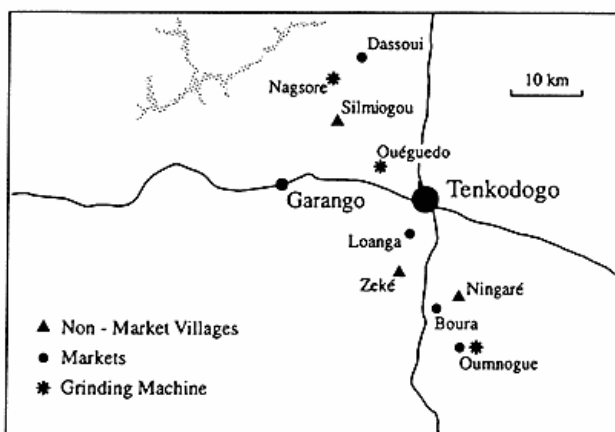 Dassoui
10 km
Nagsore
Silmiogou
Ouéguedo
Tenkodogo
Garango
Loanga
Zeké
Ningaré
Boura
Oumnogue
Non - Market Villages
Markets
Grinding Machine